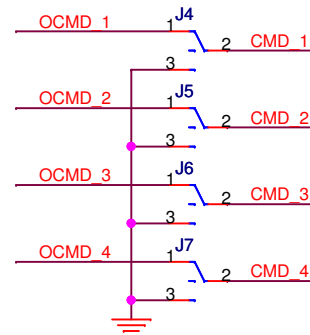 J4
OCMD_1 1
2 CMD_1
3
J5
OCMD_2 1
2 CMD_2
3
J6
OCMD_3 1
2 CMD_3
3
J7
OCMD_4 1
2 CMD_4
3